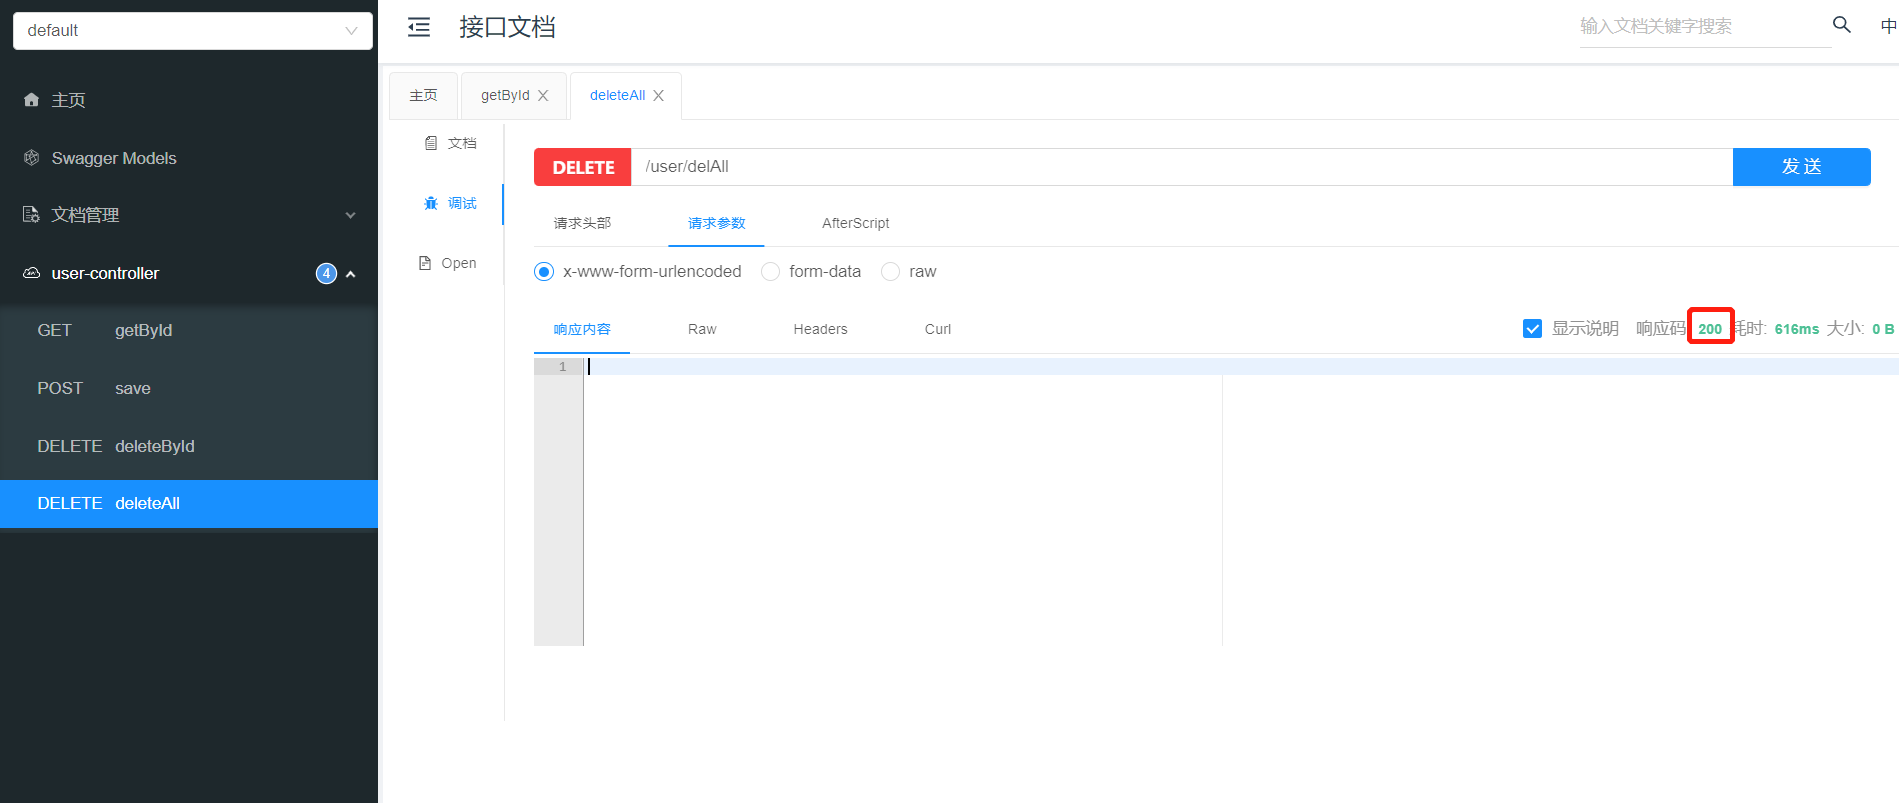 default
主页
Swagger Models
文档管理
user-controller 4
GET getById
POST save
DELETE deleteById
DELETE deleteAll
接口文档
输入文档关键字搜索
中
主页 getById deleteAll
文档
调试
Open
DELETE /user/delAll 发 送
请求头部 请求参数 AfterScript
x-www-form-urlencoded form-data raw
响应内容 Raw Headers Curl
显示说明 响应码 200 耗时: 616ms 大小: 0 B
1
1